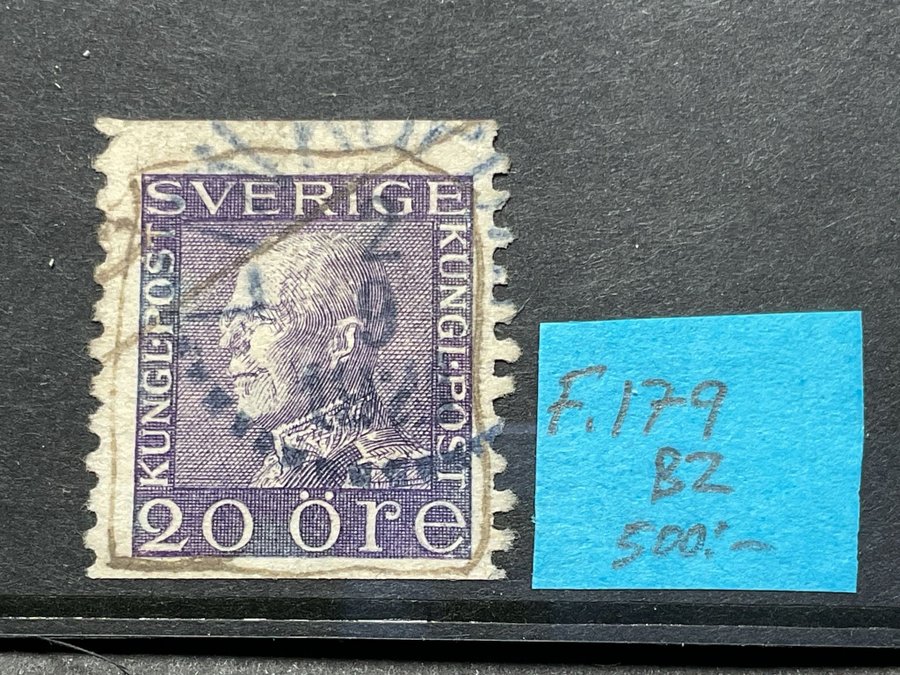 SVERIGE
KUNGL·POST
KUNGL·POST
20 öre
F.179
BZ
500:-